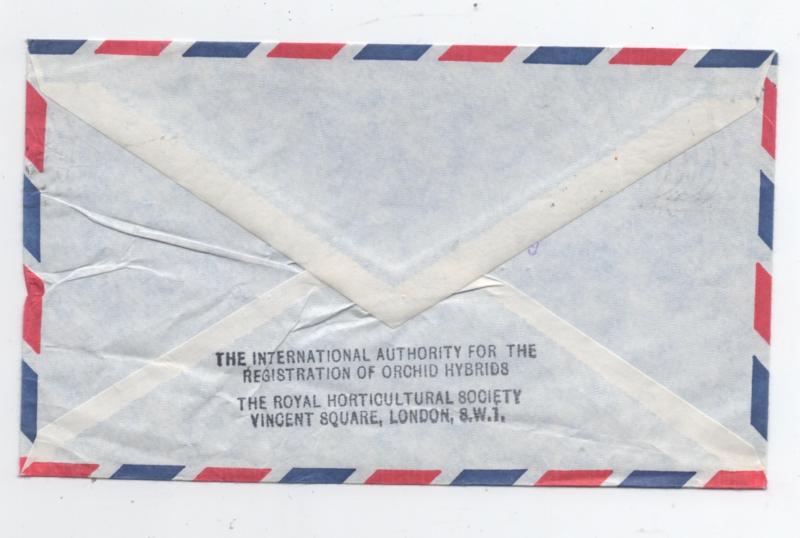 THE INTERNATIONAL AUTHORITY FOR THE
REGISTRATION OF ORCHID HYBRIDS
THE ROYAL HORTICULTURAL SOCIETY
VINCENT SQUARE, LONDON, S.W.1.